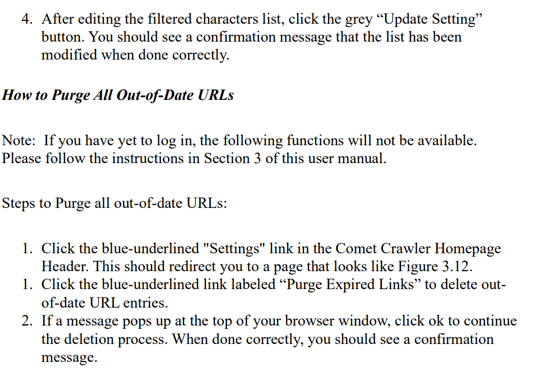 4. After editing the filtered characters list, click the grey “Update Setting”
button. You should see a confirmation message that the list has been
modified when done correctly.
How to Purge All Out-of-Date URLs
Note:  If you have yet to log in, the following functions will not be available.
Please follow the instructions in Section 3 of this user manual.
Steps to Purge all out-of-date URLs:
1. Click the blue-underlined "Settings" link in the Comet Crawler Homepage
Header. This should redirect you to a page that looks like Figure 3.12.
1. Click the blue-underlined link labeled “Purge Expired Links” to delete out-
of-date URL entries.
2. If a message pops up at the top of your browser window, click ok to continue
the deletion process. When done correctly, you should see a confirmation
message.